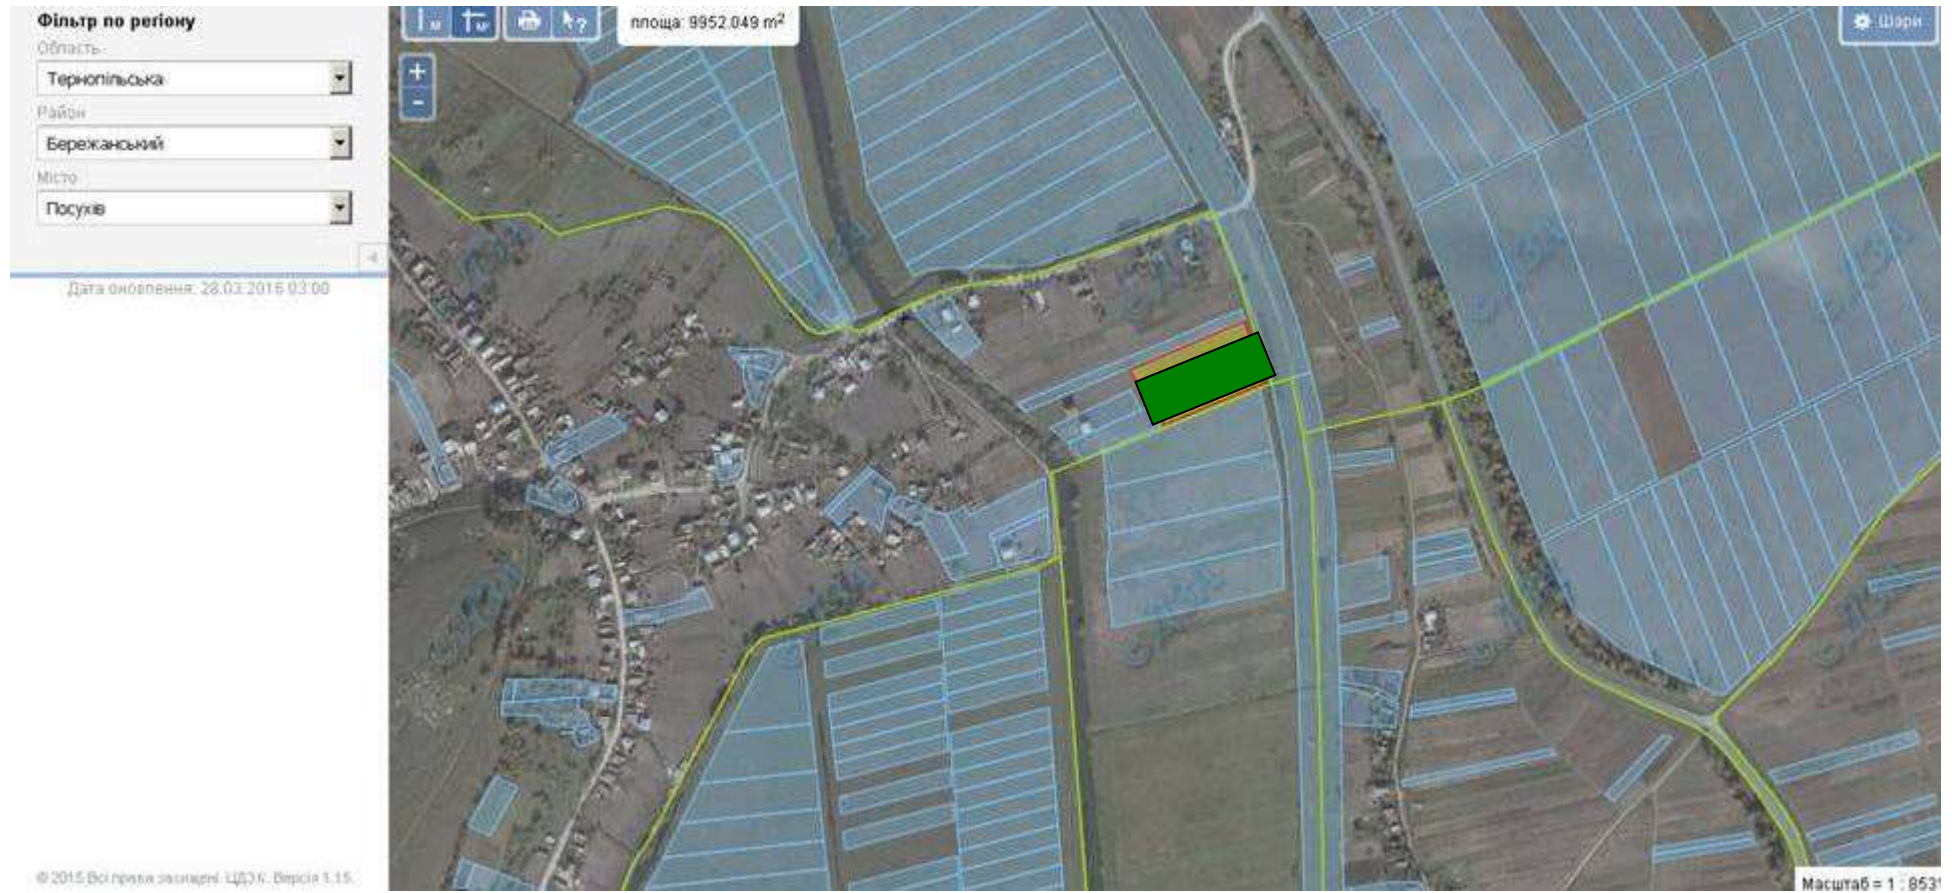 Фільтр по регіону
Область
Тернопільська
Район
Бережанський
Місто
Посухів
Дата оновлення: 28.03.2016 03:00
© 2015 Всі права захищені. ЦДЗК. Версія 1.15.
площа: 9952.049 m²
+
-
Шари
Масштаб = 1 : 853